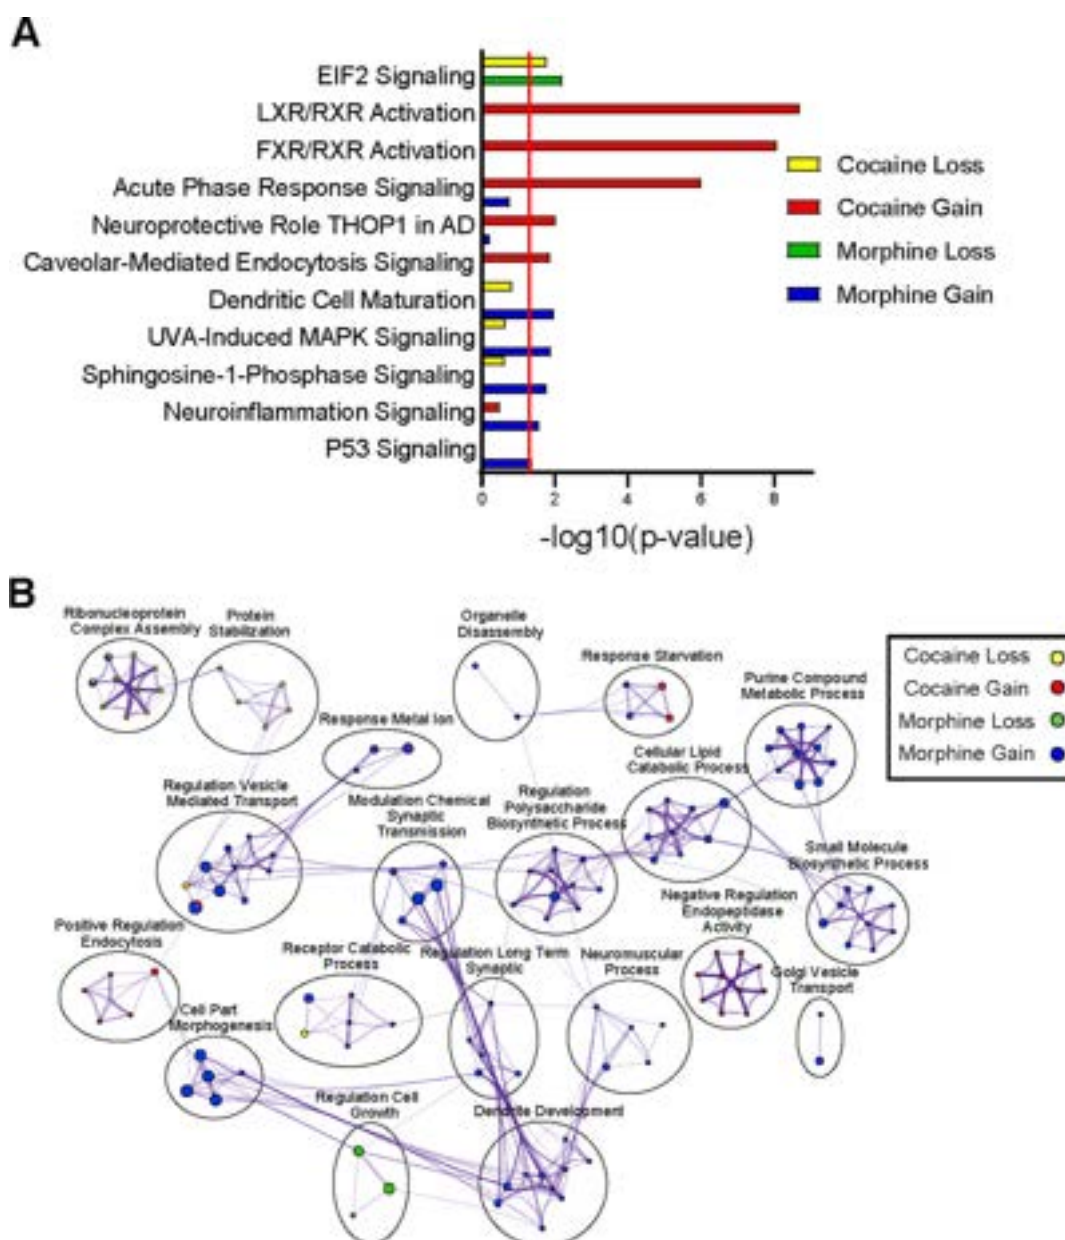 A
EIF2 Signaling
LXR/RXR Activation
FXR/RXR Activation
Acute Phase Response Signaling
Neuroprotective Role THOP1 in AD
Caveolar-Mediated Endocytosis Signaling
Dendritic Cell Maturation
UVA-Induced MAPK Signaling
Sphingosine-1-Phosphase Signaling
Neuroinflammation Signaling
P53 Signaling
Cocaine Loss
Cocaine Gain
Morphine Loss
Morphine Gain
0 2 4 6 8
-log10(p-value)
B
Ribonucleoprotein
Complex Assembly
Protein
Stabilization
Organelle
Disassembly
Response Starvation
Purine Compound
Metabolic Process
Cocaine Loss
Cocaine Gain
Morphine Loss
Morphine Gain
Response Metal Ion
Cellular Lipid
Catabolic Process
Regulation Vesicle
Mediated Transport
Modulation Chemical
Synaptic
Transmission
Regulation
Polysaccharide
Biosynthetic Process
Small Molecule
Biosynthetic Process
Negative Regulation
Endopeptidase
Activity
Positive Regulation
Endocytosis
Receptor Catabolic
Process
Regulation Long Term
Synaptic
Neuromuscular
Process
Golgi Vesicle
Transport
Cell Part
Morphogenesis
Regulation Cell
Growth
Dendrite Development